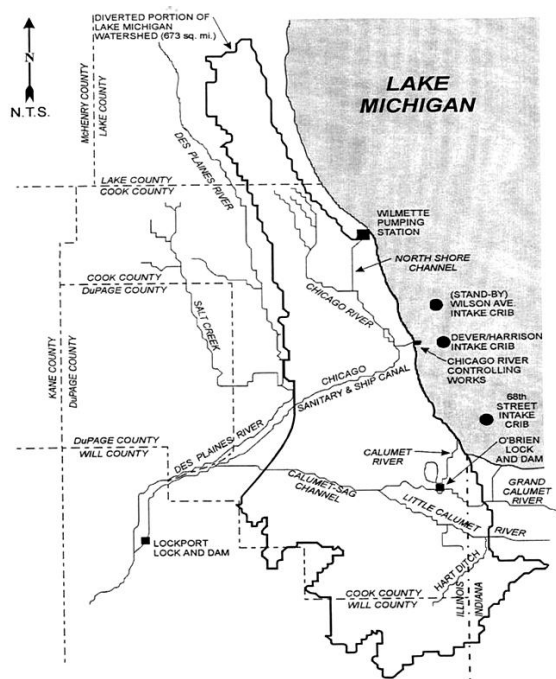 DIVERTED PORTION OF
LAKE MICHIGAN
WATERSHED (673 sq. mi.)
N
N.T.S.
McHENRY COUNTY
LAKE COUNTY
LAKE
MICHIGAN
DES PLAINES RIVER
LAKE COUNTY
COOK COUNTY
WILMETTE
PUMPING
STATION
NORTH SHORE
CHANNEL
COOK COUNTY
DuPAGE COUNTY
CHICAGO RIVER
(STAND-BY)
WILSON AVE.
INTAKE CRIB
SALT CREEK
DEVER/HARRISON
INTAKE CRIB
CHICAGO RIVER
CONTROLLING
WORKS
KANE COUNTY
DuPAGE COUNTY
CHICAGO
SANITARY & SHIP CANAL
68th
STREET
INTAKE
CRIB
DES PLAINES RIVER
DuPAGE COUNTY
WILL COUNTY
CALUMET
RIVER
O'BRIEN
LOCK AND DAM
CALUMET-SAG
CHANNEL
GRAND
CALUMET
RIVER
LITTLE CALUMET
RIVER
LOCKPORT
LOCK AND DAM
HART DITCH
COOK COUNTY
WILL COUNTY
ILLINOIS
INDIANA